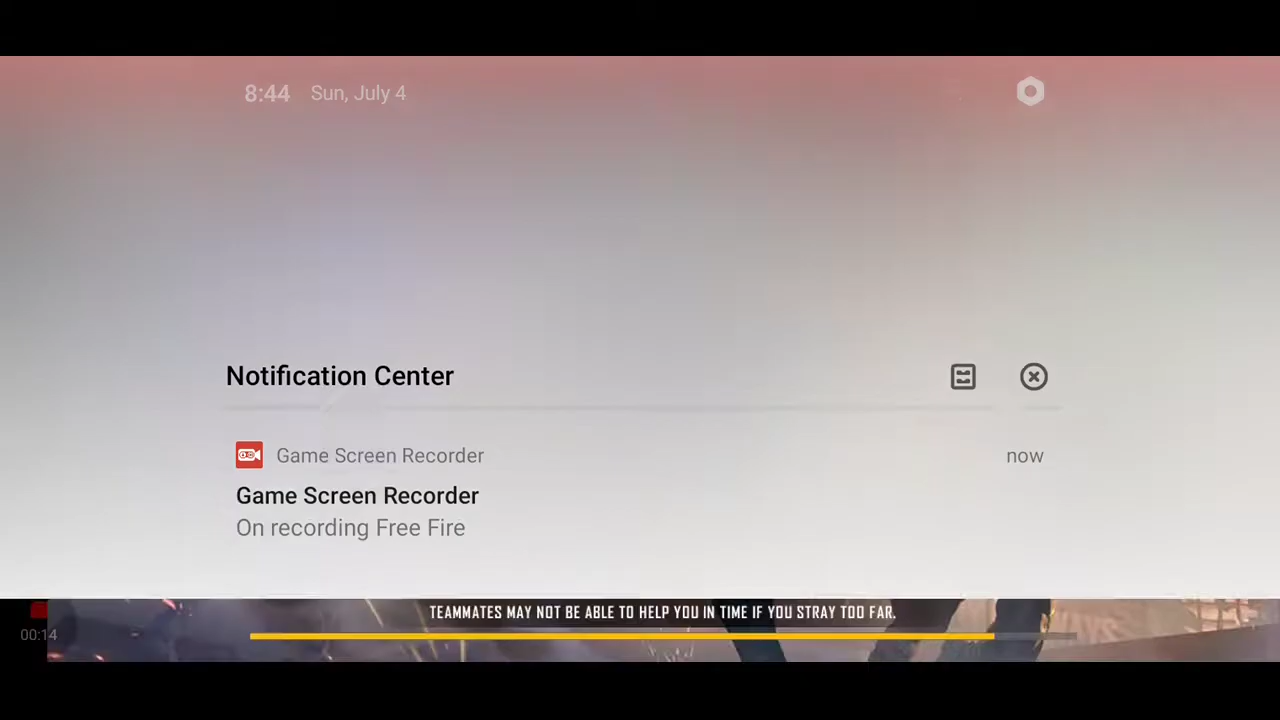 8:44 Sun, July 4
Notification Center
Game Screen Recorder now
Game Screen Recorder
On recording Free Fire
TEAMMATES MAY NOT BE ABLE TO HELP YOU IN TIME IF YOU STRAY TOO FAR.
00:14